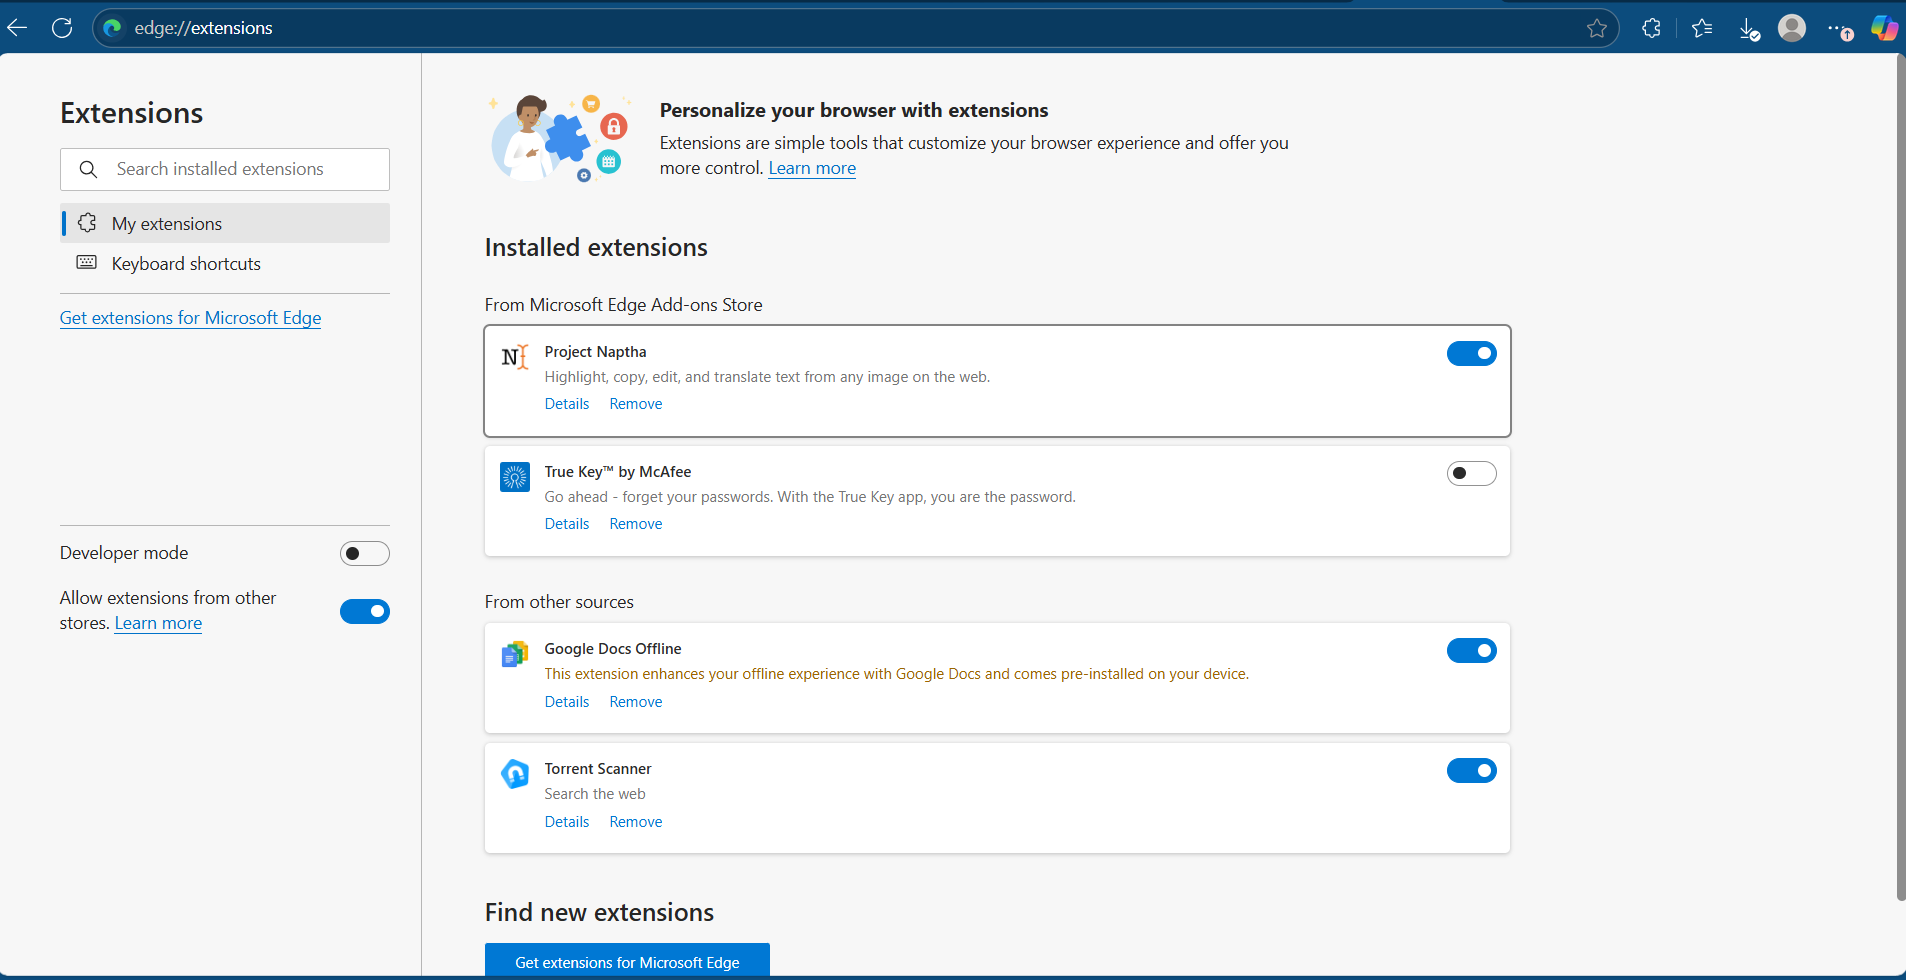 edge://extensions
Extensions
Search installed extensions
My extensions
Keyboard shortcuts
Get extensions for Microsoft Edge
Developer mode
Allow extensions from other
stores. Learn more
Personalize your browser with extensions
Extensions are simple tools that customize your browser experience and offer you
more control. Learn more
Installed extensions
From Microsoft Edge Add-ons Store
Project Naptha
Highlight, copy, edit, and translate text from any image on the web.
Details Remove
True Key™ by McAfee
Go ahead - forget your passwords. With the True Key app, you are the password.
Details Remove
From other sources
Google Docs Offline
This extension enhances your offline experience with Google Docs and comes pre-installed on your device.
Details Remove
Torrent Scanner
Search the web
Details Remove
Find new extensions
Get extensions for Microsoft Edge